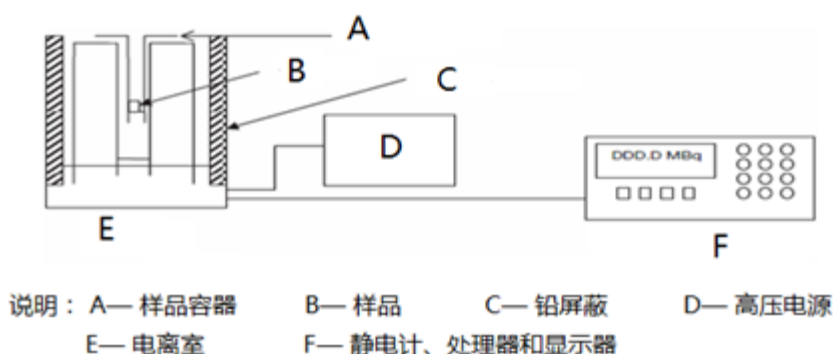 A
B
C
D
DDD.D MBq
E
F
说明： A— 样品容器 B— 样品 C— 铅屏蔽 D— 高压电源
E— 电离室 F— 静电计、处理器和显示器